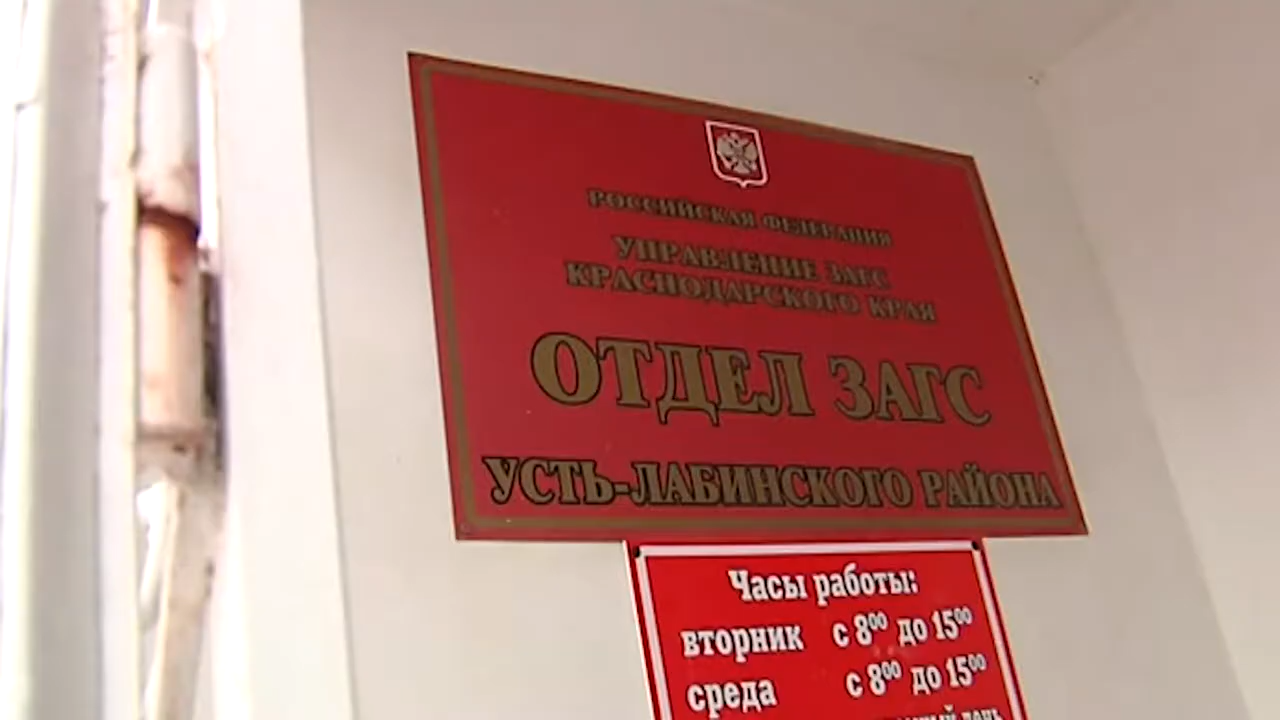 РОССИЙСКАЯ ФЕДЕРАЦИЯ
УПРАВЛЕНИЕ ЗАГС
КРАСНОДАРСКОГО КРАЯ
ОТДЕЛ ЗАГС
УСТЬ-ЛАБИНСКОГО РАЙОНА
Часы работы:
вторник с 8⁰⁰ до 15⁰⁰
среда с 8⁰⁰ до 15⁰⁰
день